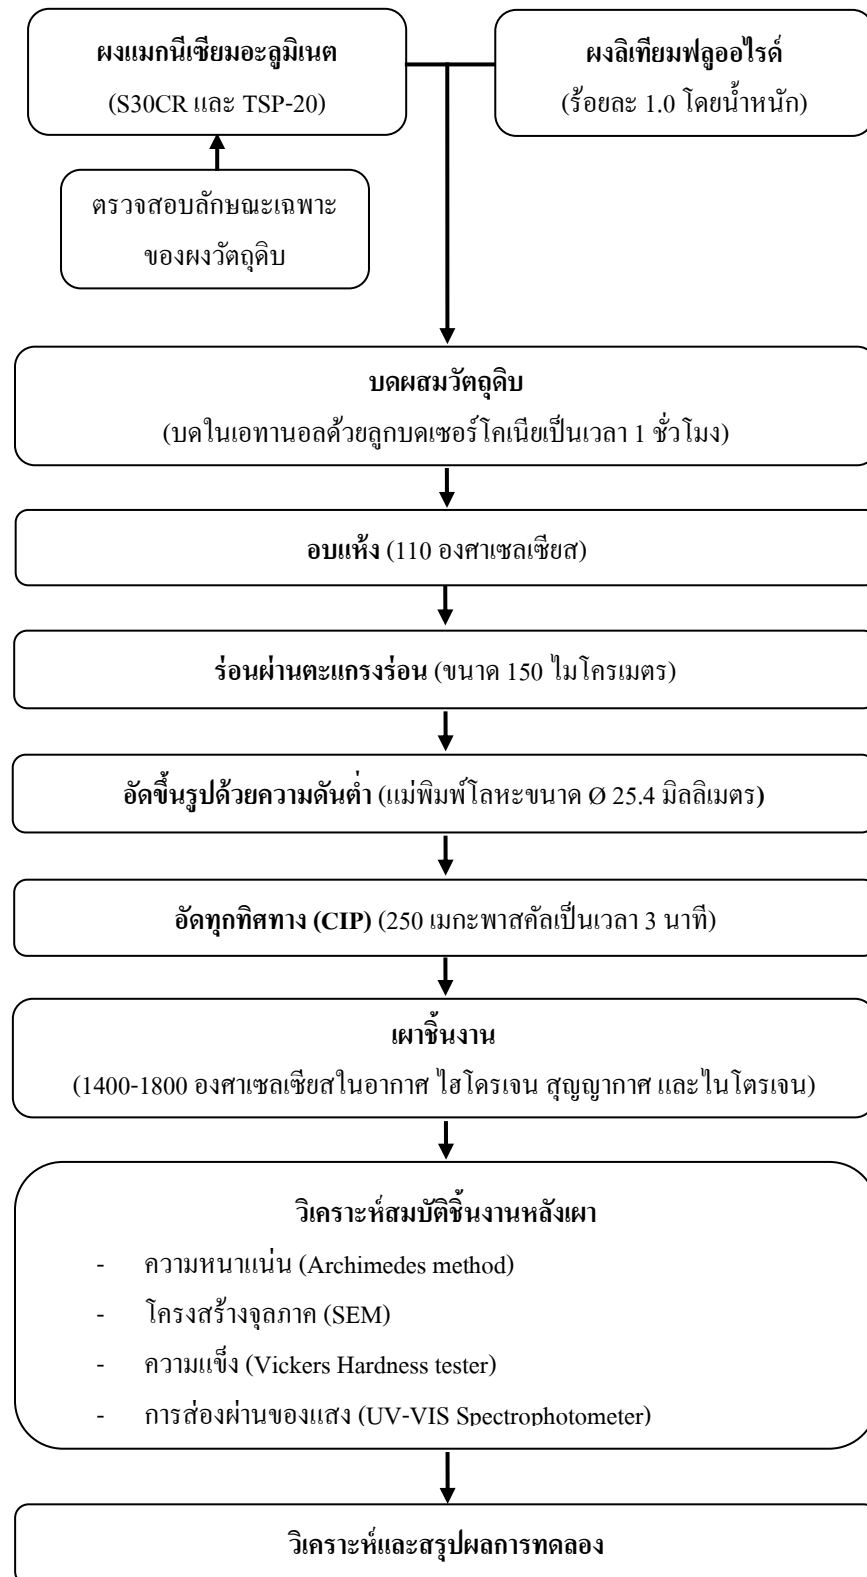 ผงแมกนีเซียมอะลูมิเนต
(S30CR และ TSP-20)
ผงลิเทียมฟลูออไรด์
(ร้อยละ 1.0 โดยน้ำหนัก)
ตรวจสอบลักษณะเฉพาะ
ของผงวัตถุดิบ
บดผสมวัตถุดิบ
(บดในเอทานอลด้วยลูกบดเซอร์โคเนียเป็นเวลา 1 ชั่วโมง)
อบแห้ง (110 องศาเซลเซียส)
ร่อนผ่านตะแกรงร่อน (ขนาด 150 ไมโครเมตร)
อัดขึ้นรูปด้วยความดันต่ำ (แม่พิมพ์โลหะขนาด Ø 25.4 มิลลิเมตร)
อัดทุกทิศทาง (CIP) (250 เมกะพาสคัลเป็นเวลา 3 นาที)
เผาชิ้นงาน
(1400-1800 องศาเซลเซียสในอากาศ ไฮโดรเจน สุญญากาศ และไนโตรเจน)
วิเคราะห์สมบัติชิ้นงานหลังเผา
- ความหนาแน่น (Archimedes method)
- โครงสร้างจุลภาค (SEM)
- ความแข็ง (Vickers Hardness tester)
- การส่องผ่านของแสง (UV-VIS Spectrophotometer)
วิเคราะห์และสรุปผลการทดลอง